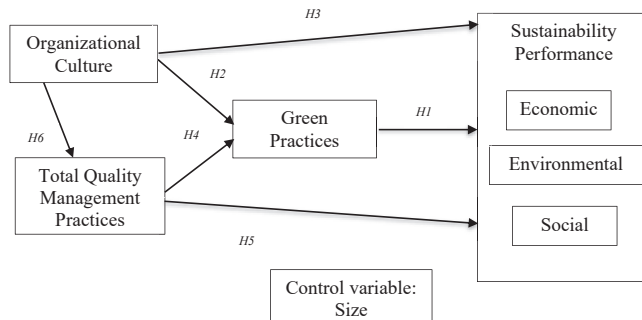 H3
Organizational
Culture
Sustainability
Performance
H2
Economic
Green
Practices
H1
H4
H6
Environmental
Total Quality
Management
Practices
Social
H5
Control variable:
Size